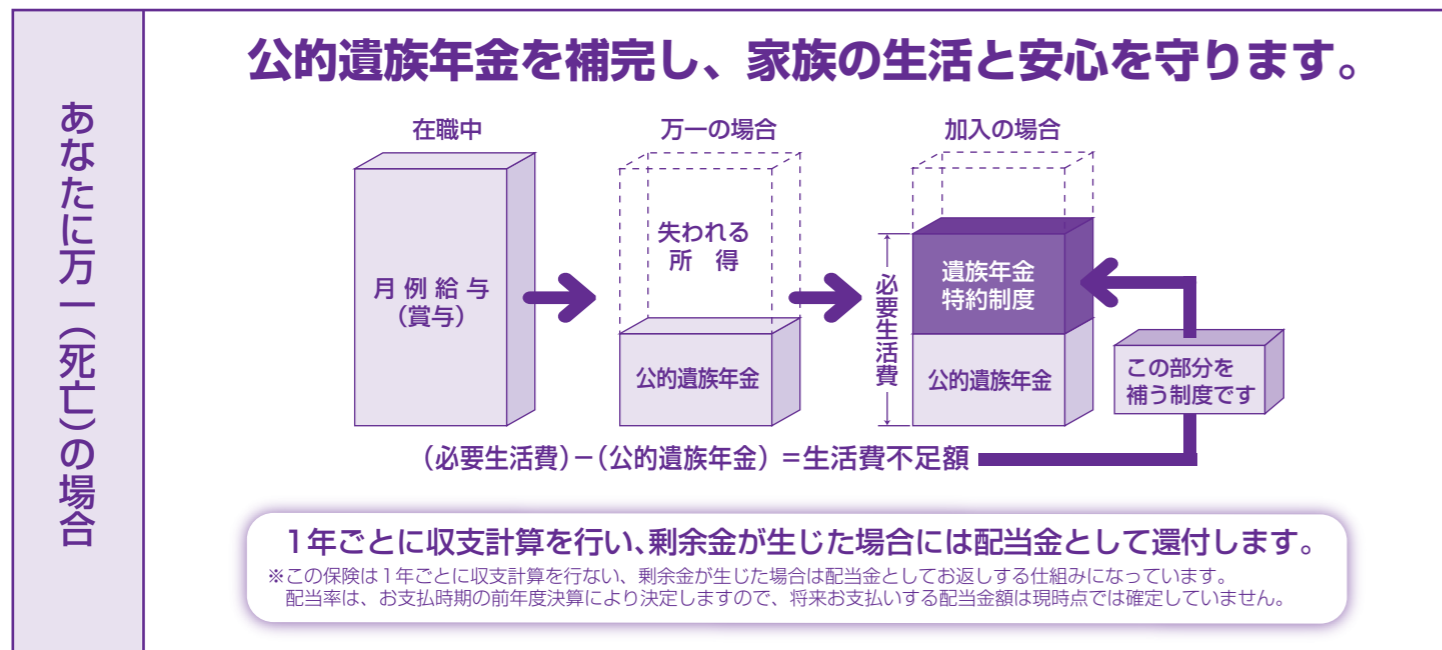 あなたに万一（死亡）の場合
公的遺族年金を補完し、家族の生活と安心を守ります。
在職中
月例給与
（賞与）
万一の場合
失われる
所　得
公的遺族年金
加入の場合
必要生活費
遺族年金
特約制度
公的遺族年金
この部分を
補う制度です
（必要生活費）−（公的遺族年金）＝生活費不足額
1年ごとに収支計算を行い、剰余金が生じた場合には配当金として還付します。
※この保険は1年ごとに収支計算を行ない、剰余金が生じた場合は配当金としてお返しする仕組みになっています。
配当率は、お支払時期の前年度決算により決定しますので、将来お支払いする配当金額は現時点では確定していません。